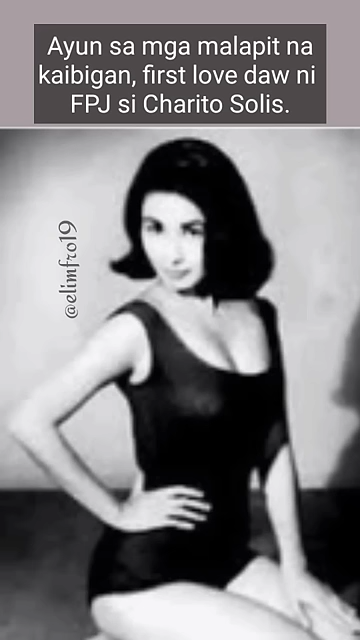 Ayun sa mga malapit na
kaibigan, first love daw ni
FPJ si Charito Solis.
@elimfro19